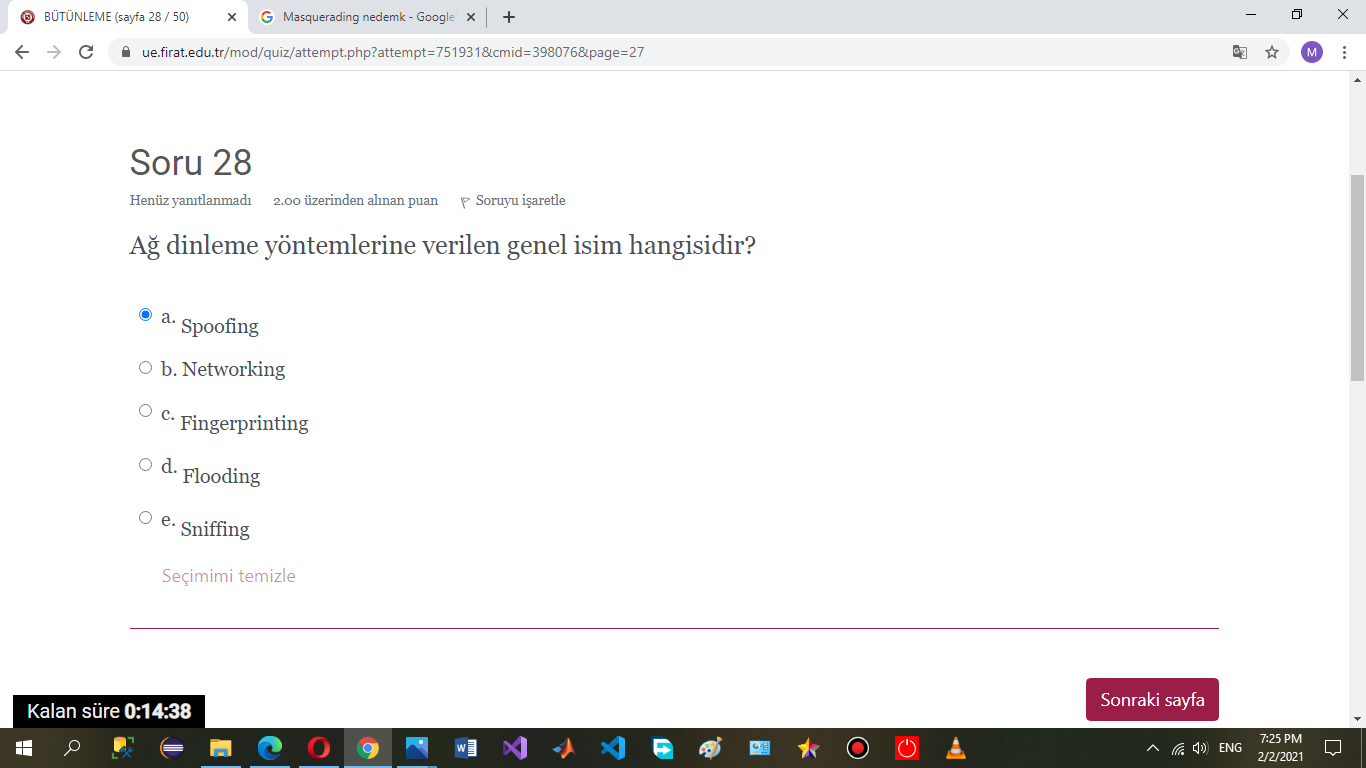 BÜTÜNLEME (sayfa 28 / 50)
Masquerading nedemk - Google
ue.firat.edu.tr/mod/quiz/attempt.php?attempt=751931&cmid=398076&page=27
M
Soru 28
Henüz yanıtlanmadı 2.00 üzerinden alınan puan Soruyu işaretle
Ağ dinleme yöntemlerine verilen genel isim hangisidir?
a. Spoofing
b. Networking
c. Fingerprinting
d. Flooding
e. Sniffing
Seçimimi temizle
Sonraki sayfa
Kalan süre 0:14:38
ENG
7:25 PM
2/2/2021